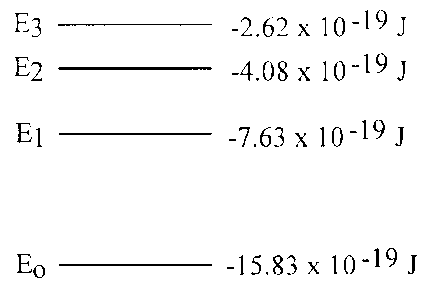 E₃ -2.62 x 10⁻¹⁹ J
E₂ -4.08 x 10⁻¹⁹ J
E₁ -7.63 x 10⁻¹⁹ J
Eₒ -15.83 x 10⁻¹⁹ J